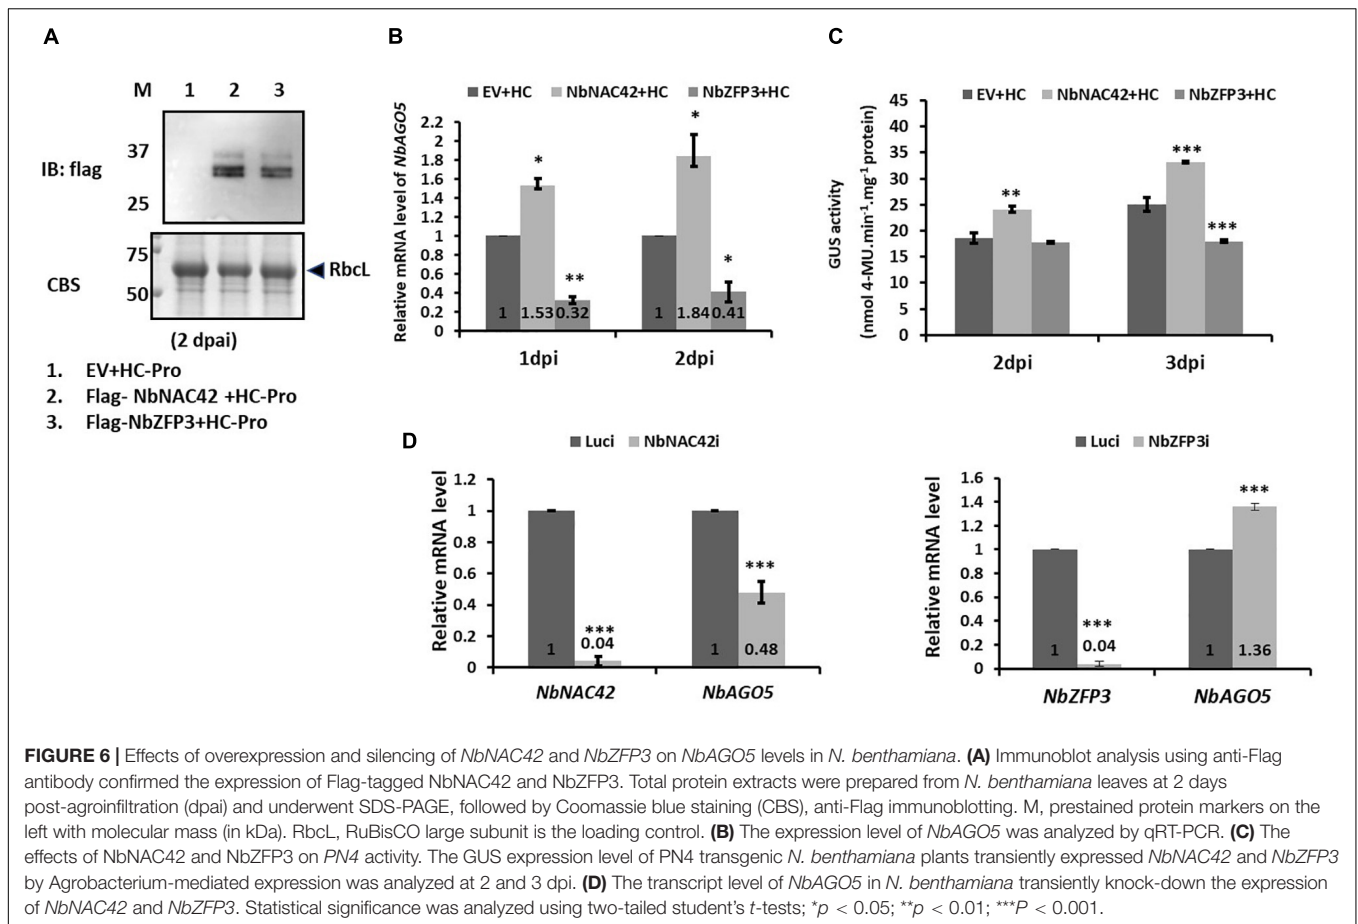 A
M 1 2 3
37
IB: flag
25
75
RbcL
CBS
50
(2 dpai)
1. EV+HC-Pro
2. Flag- NbNAC42 +HC-Pro
3. Flag-NbZFP3+HC-Pro
B
EV+HC NbNAC42+HC NbZFP3+HC
Relative mRNA level of NbAGO5
2.2
2
1.8
1.6
1.4
1.2
1
0.8
0.6
0.4
0.2
0
* ** * *
1 1.53 0.32 1 1.84 0.41
1dpi 2dpi
C
EV+HC NbNAC42+HC NbZFP3+HC
GUS activity
(nmol 4-MU.min-1.mg-1 protein)
45
40
35
30
25
20
15
10
5
0
** *** ***
2dpi 3dpi
D
Luci NbNAC42i
Relative mRNA level
1.2
1
0.8
0.6
0.4
0.2
0
*** ***
1 0.04 1 0.48
NbNAC42 NbAGO5
Luci NbZFP3i
Relative mRNA level
1.6
1.4
1.2
1
0.8
0.6
0.4
0.2
0
*** ***
1 0.04 1 1.36
NbZFP3 NbAGO5
FIGURE 6 | Effects of overexpression and silencing of NbNAC42 and NbZFP3 on NbAGO5 levels in N. benthamiana. (A) Immunoblot analysis using anti-Flag
antibody confirmed the expression of Flag-tagged NbNAC42 and NbZFP3. Total protein extracts were prepared from N. benthamiana leaves at 2 days
post-agroinfiltration (dpai) and underwent SDS-PAGE, followed by Coomassie blue staining (CBS), anti-Flag immunoblotting. M, prestained protein markers on the
left with molecular mass (in kDa). RbcL, RuBisCO large subunit is the loading control. (B) The expression level of NbAGO5 was analyzed by qRT-PCR. (C) The
effects of NbNAC42 and NbZFP3 on PN4 activity. The GUS expression level of PN4 transgenic N. benthamiana plants transiently expressed NbNAC42 and NbZFP3
by Agrobacterium-mediated expression was analyzed at 2 and 3 dpi. (D) The transcript level of NbAGO5 in N. benthamiana transiently knock-down the expression
of NbNAC42 and NbZFP3. Statistical significance was analyzed using two-tailed student's t-tests; *p < 0.05; **p < 0.01; ***P < 0.001.